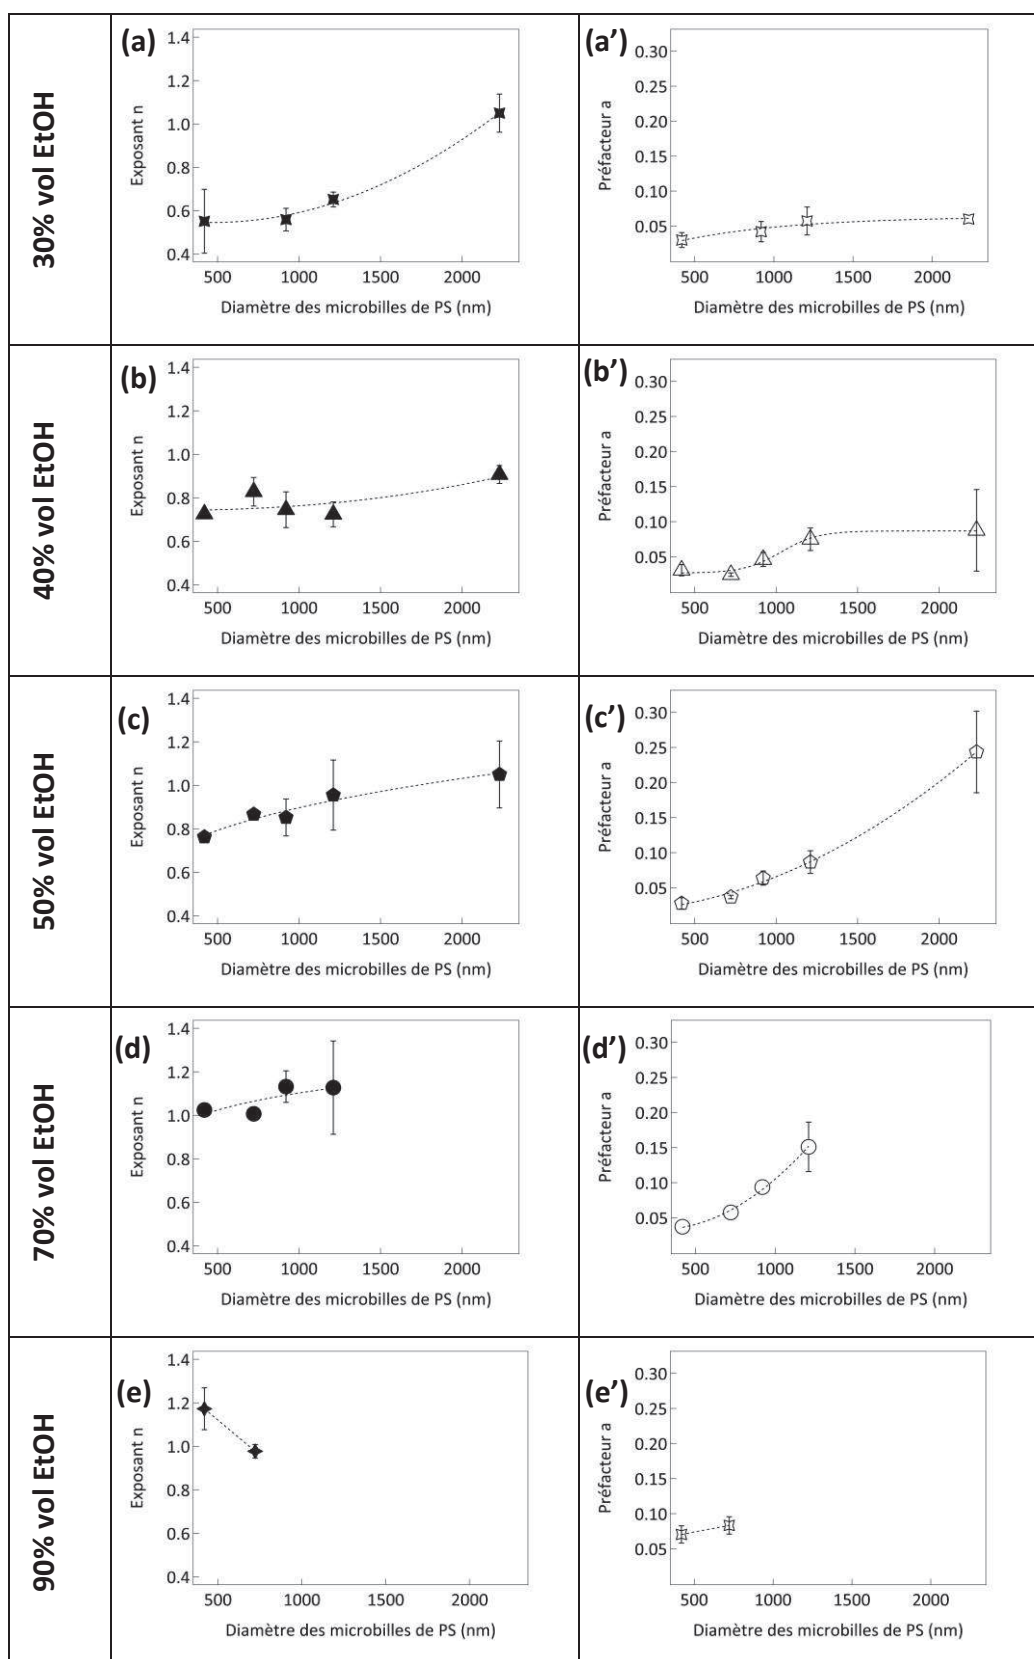 30% vol EtOH
(a)
1.4
1.2
1.0
0.8
0.6
0.4
Exposant n
500 1000 1500 2000
Diamètre des microbilles de PS (nm)
(a’)
0.30
0.25
0.20
0.15
0.10
0.05
Préfacteur a
500 1000 1500 2000
Diamètre des microbilles de PS (nm)
40% vol EtOH
(b)
1.4
1.2
1.0
0.8
0.6
0.4
Exposant n
500 1000 1500 2000
Diamètre des microbilles de PS (nm)
(b’)
0.30
0.25
0.20
0.15
0.10
0.05
Préfacteur a
500 1000 1500 2000
Diamètre des microbilles de PS (nm)
50% vol EtOH
(c)
1.4
1.2
1.0
0.8
0.6
0.4
Exposant n
500 1000 1500 2000
Diamètre des microbilles de PS (nm)
(c’)
0.30
0.25
0.20
0.15
0.10
0.05
Préfacteur a
500 1000 1500 2000
Diamètre des microbilles de PS (nm)
70% vol EtOH
(d)
1.4
1.2
1.0
0.8
0.6
0.4
Exposant n
500 1000 1500 2000
Diamètre des microbilles de PS (nm)
(d’)
0.30
0.25
0.20
0.15
0.10
0.05
Préfacteur a
500 1000 1500 2000
Diamètre des microbilles de PS (nm)
90% vol EtOH
(e)
1.4
1.2
1.0
0.8
0.6
0.4
Exposant n
500 1000 1500 2000
Diamètre des microbilles de PS (nm)
(e’)
0.30
0.25
0.20
0.15
0.10
0.05
Préfacteur a
500 1000 1500 2000
Diamètre des microbilles de PS (nm)